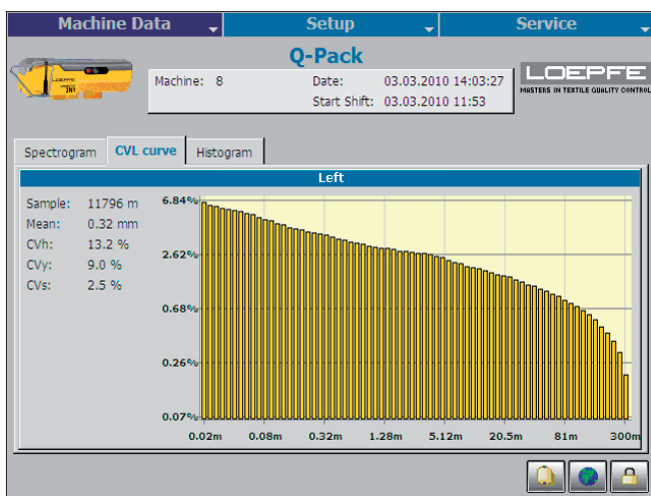 Machine Data Setup Service
Q-Pack
Machine: 8 Date: 03.03.2010 14:03:27
Start Shift: 03.03.2010 11:53
LOEPFE
MASTERS IN TEXTILE QUALITY CONTROL
Spectrogram CVL curve Histogram
Left
Sample: 11796 m
Mean: 0.32 mm
CVh: 13.2 %
CVy: 9.0 %
CVs: 2.5 %
6.84%
2.62%
0.68%
0.26%
0.07%
0.02m 0.08m 0.32m 1.28m 5.12m 20.5m 81m 300m